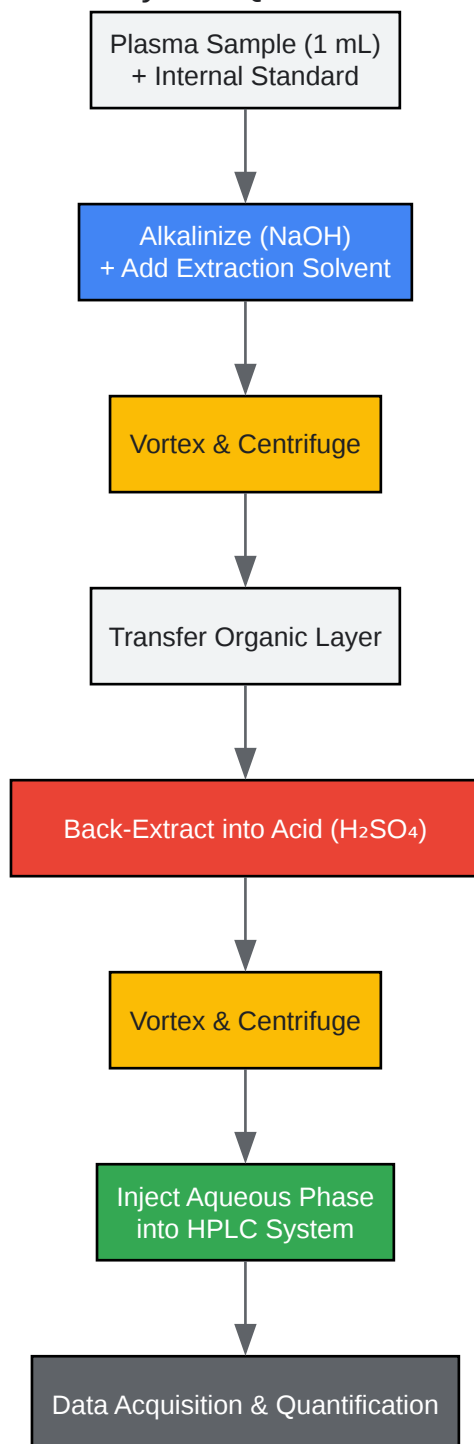 Plasma Sample (1 mL)
+ Internal Standard
Alkalinize (NaOH)
+ Add Extraction Solvent
Vortex & Centrifuge
Transfer Organic Layer
Back-Extract into Acid (H₂SO₄)
Vortex & Centrifuge
Inject Aqueous Phase
into HPLC System
Data Acquisition & Quantification